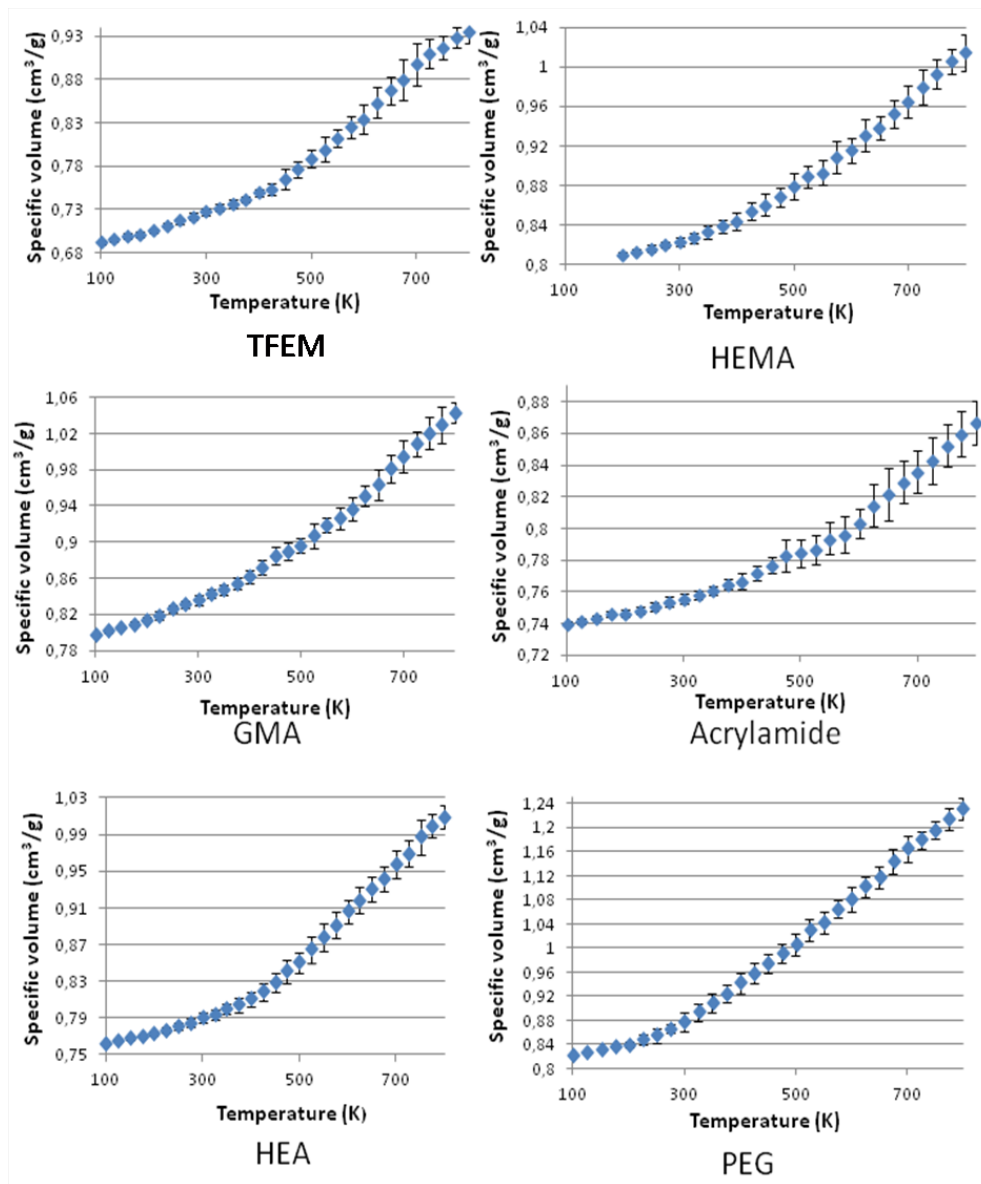 Specific volume (cm³/g)
0,93
0,88
0,83
0,78
0,73
0,68
100 300 500 700
Temperature (K)
TFEM
Specific volume (cm³/g)
1,04
1
0,96
0,92
0,88
0,84
0,8
100 300 500 700
Temperature (K)
HEMA
Specific volume (cm³/g)
1,06
1,02
0,98
0,94
0,9
0,86
0,82
0,78
100 300 500 700
Temperature (K)
GMA
Specific volume (cm³/g)
0,88
0,86
0,84
0,82
0,8
0,78
0,76
0,74
0,72
100 300 500 700
Temperature (K)
Acrylamide
Specific volume (cm³/g)
1,03
0,99
0,95
0,91
0,87
0,83
0,79
0,75
100 300 500 700
Temperature (K)
HEA
Specific volume (cm³/g)
1,24
1,2
1,16
1,12
1,08
1,04
1
0,96
0,92
0,88
0,84
0,8
100 300 500 700
Temperature (K)
PEG